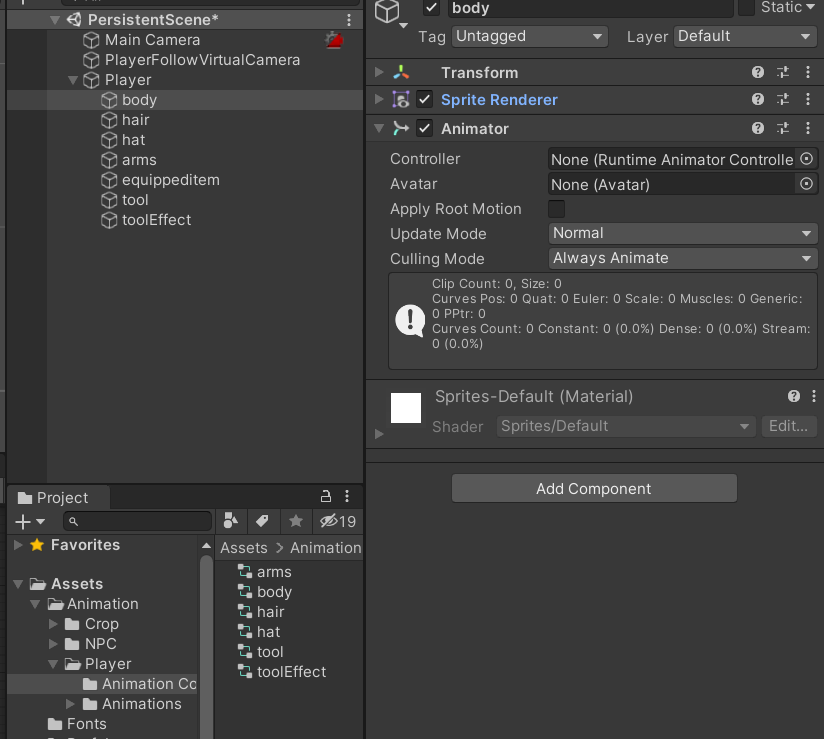 PersistentScene*
Main Camera
PlayerFollowVirtualCamera
Player
body
hair
hat
arms
equippeditem
tool
toolEffect
body
Static
Tag Untagged Layer Default
Transform
Sprite Renderer
Animator
Controller None (Runtime Animator Controlle
Avatar None (Avatar)
Apply Root Motion
Update Mode Normal
Culling Mode Always Animate
Clip Count: 0, Size: 0
Curves Pos: 0 Quat: 0 Euler: 0 Scale: 0 Muscles: 0 Generic:
0 PPtr: 0
Curves Count: 0 Constant: 0 (0.0%) Dense: 0 (0.0%) Stream:
0 (0.0%)
Sprites-Default (Material)
Shader Sprites/Default Edit...
Add Component
Project
19
Favorites
Assets
Animation
Crop
NPC
Player
Animation Co
Animations
Fonts
Assets > Animation
arms
body
hair
hat
tool
toolEffect